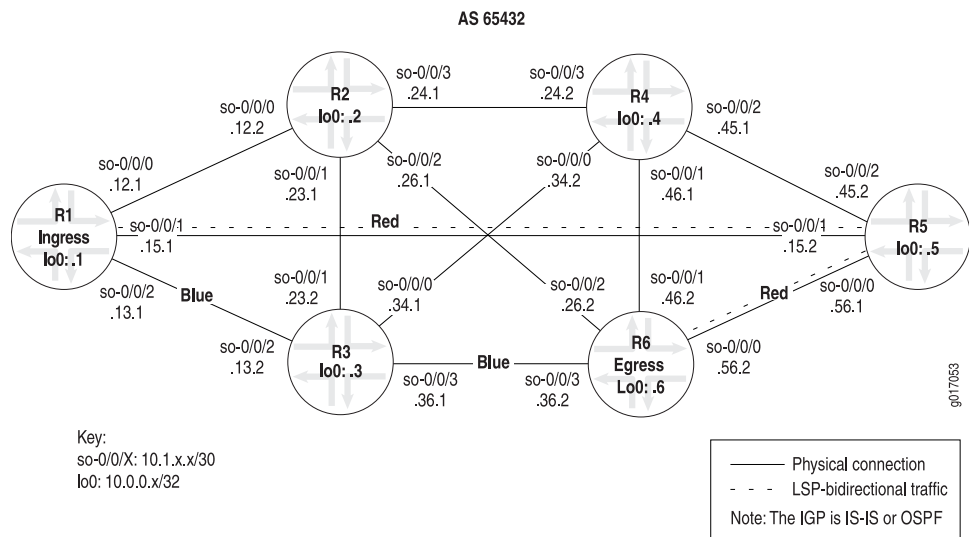 AS 65432
so-0/0/3
.24.1
so-0/0/3
.24.2
R2
lo0: .2
R4
lo0: .4
so-0/0/0
.12.2
so-0/0/2
.45.1
so-0/0/0
.12.1
so-0/0/1
.23.1
so-0/0/2
.26.1
so-0/0/0
.34.2
so-0/0/1
.46.1
so-0/0/2
.45.2
R1
Ingress
lo0: .1
so-0/0/1
.15.1
Red
so-0/0/1
.15.2
R5
lo0: .5
so-0/0/2
.13.1
Blue
so-0/0/1
.23.2
so-0/0/0
.34.1
so-0/0/2
.26.2
so-0/0/1
.46.2
Red
so-0/0/0
.56.1
so-0/0/2
.13.2
R3
lo0: .3
Blue
R6
Egress
Lo0: .6
so-0/0/0
.56.2
so-0/0/3
.36.1
so-0/0/3
.36.2
g017053
Key:
so-0/0/X: 10.1.x.x/30
lo0: 10.0.0.x/32
Physical connection
LSP-bidirectional traffic
Note: The IGP is IS-IS or OSPF